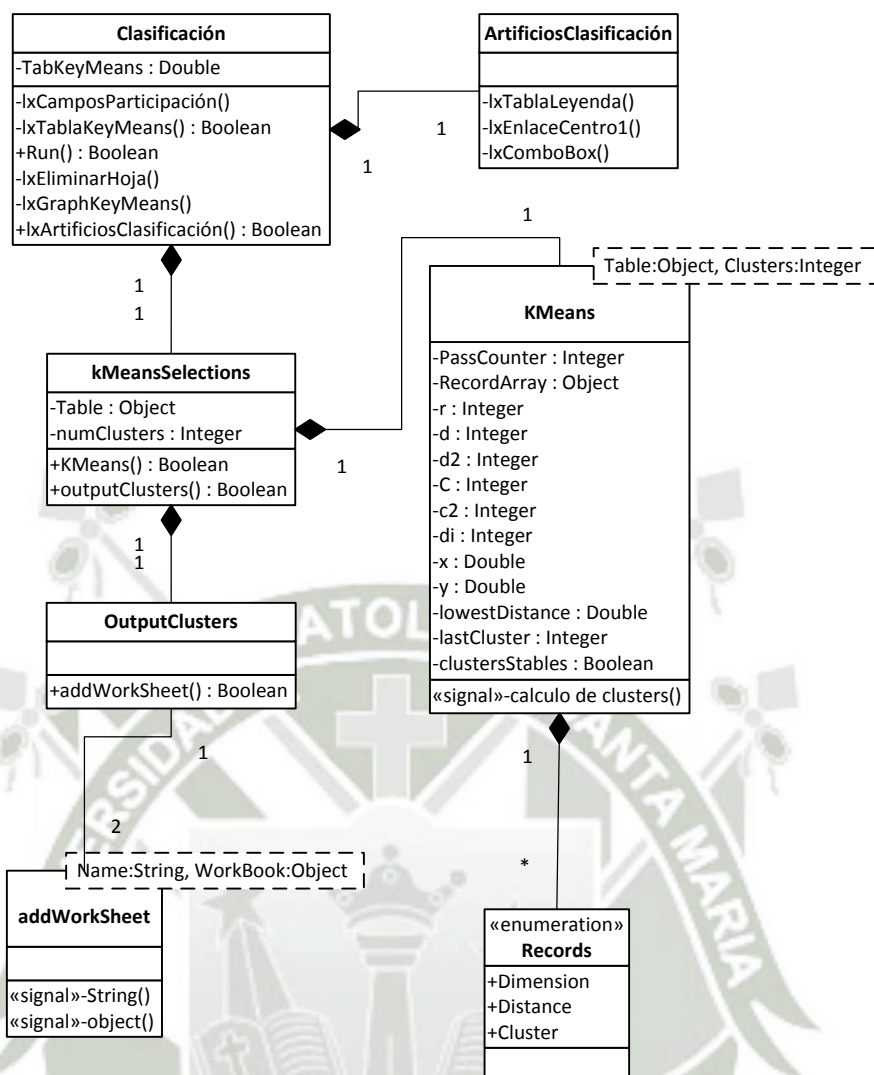 Clasificación
-TabKeyMeans : Double
-lxCamposParticipación()
-lxTablaKeyMeans() : Boolean
+Run() : Boolean
-lxEliminarHoja()
-lxGraphKeyMeans()
+lxArtificiosClasificación() : Boolean
ArtificiosClasificación
-lxTablaLeyenda()
-lxEnlaceCentro1()
-lxComboBox()
1
1
1
1
1
kMeansSelections
-Table : Object
-numClusters : Integer
+KMeans() : Boolean
+outputClusters() : Boolean
1
Table:Object, Clusters:Integer
KMeans
-PassCounter : Integer
-RecordArray : Object
-r : Integer
-d : Integer
-d2 : Integer
-C : Integer
-c2 : Integer
-di : Integer
-x : Double
-y : Double
-lowestDistance : Double
-lastCluster : Integer
-clustersStables : Boolean
«signal»-calculo de clusters()
1
1
OutputClusters
+addWorkSheet() : Boolean
1
2
Name:String, WorkBook:Object
addWorkSheet
«signal»-String()
«signal»-object()
1
*
«enumeration»
Records
+Dimension
+Distance
+Cluster
ANTA MARIA